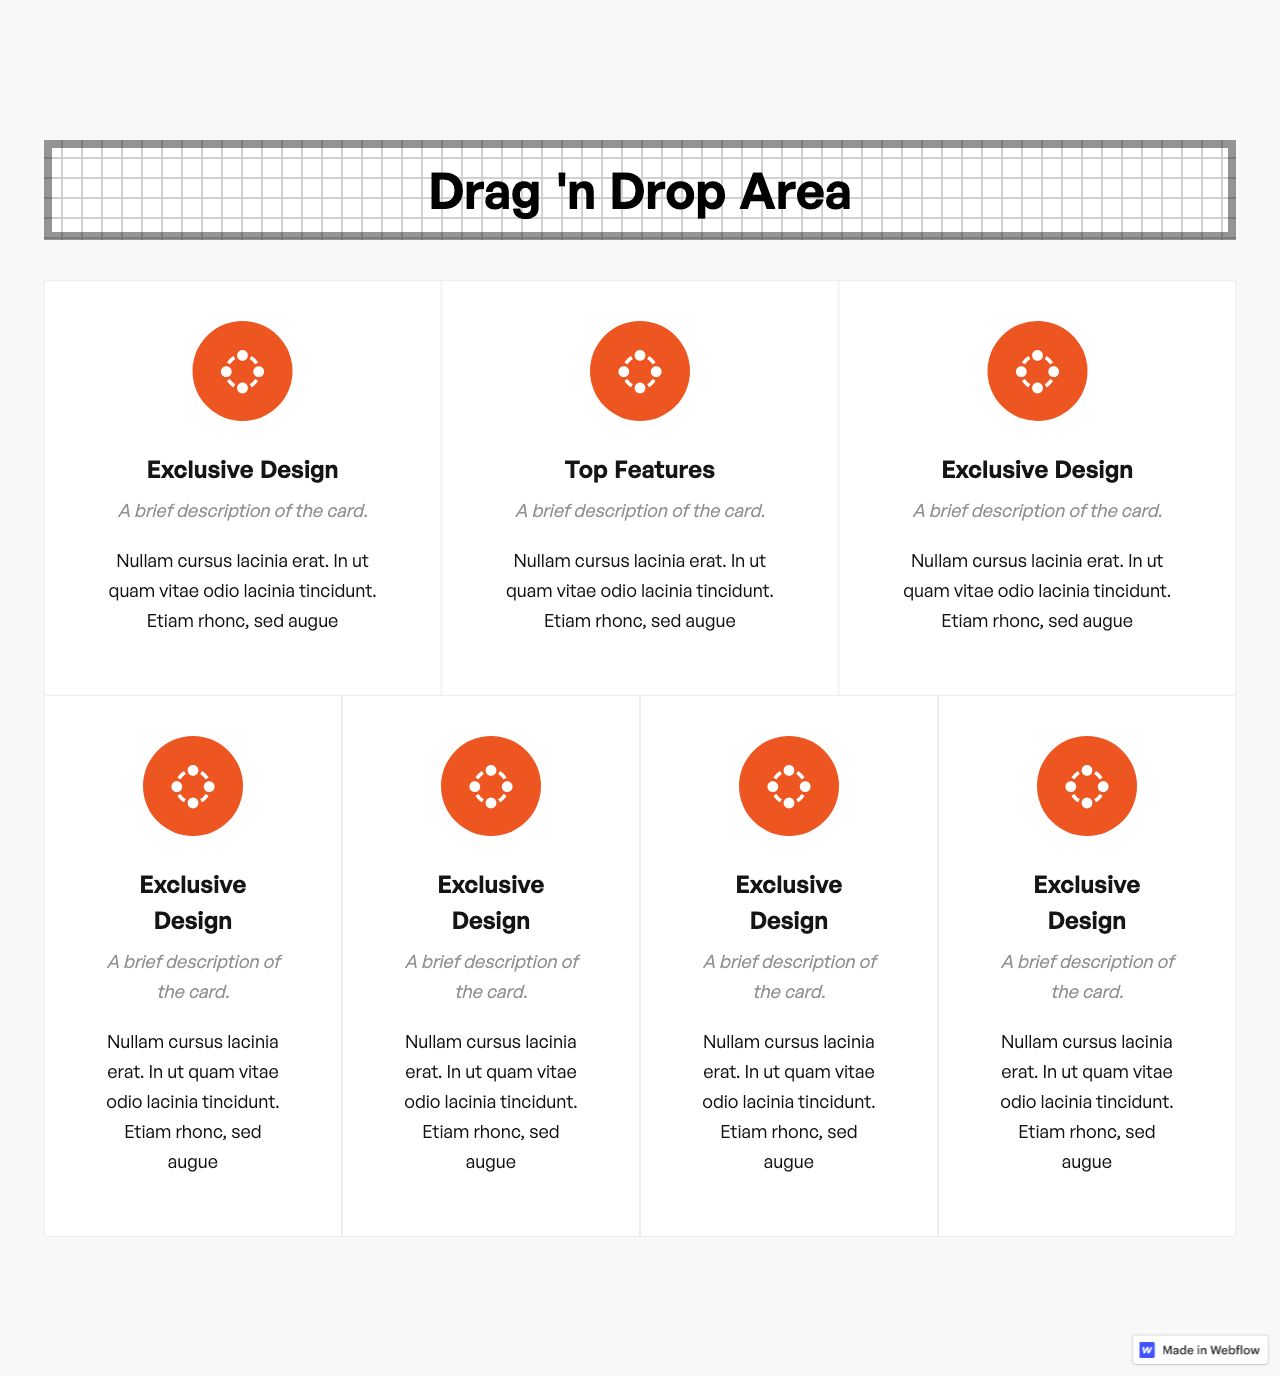 Drag 'n Drop Area
Exclusive Design
A brief description of the card.
Nullam cursus lacinia erat. In ut
quam vitae odio lacinia tincidunt.
Etiam rhonc, sed augue
Top Features
A brief description of the card.
Nullam cursus lacinia erat. In ut
quam vitae odio lacinia tincidunt.
Etiam rhonc, sed augue
Exclusive Design
A brief description of the card.
Nullam cursus lacinia erat. In ut
quam vitae odio lacinia tincidunt.
Etiam rhonc, sed augue
Exclusive
Design
A brief description of
the card.
Nullam cursus lacinia
erat. In ut quam vitae
odio lacinia tincidunt.
Etiam rhonc, sed
augue
Exclusive
Design
A brief description of
the card.
Nullam cursus lacinia
erat. In ut quam vitae
odio lacinia tincidunt.
Etiam rhonc, sed
augue
Exclusive
Design
A brief description of
the card.
Nullam cursus lacinia
erat. In ut quam vitae
odio lacinia tincidunt.
Etiam rhonc, sed
augue
Exclusive
Design
A brief description of
the card.
Nullam cursus lacinia
erat. In ut quam vitae
odio lacinia tincidunt.
Etiam rhonc, sed
augue
Made in Webflow